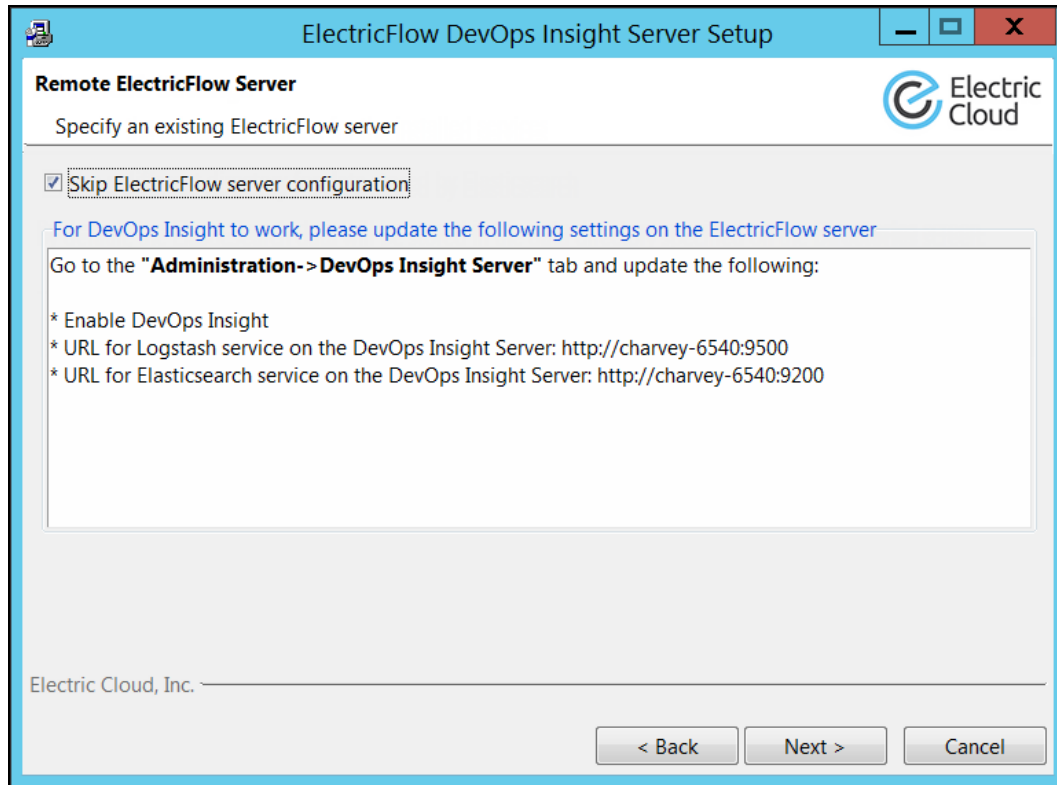 ElectricFlow DevOps Insight Server Setup
Remote ElectricFlow Server
Specify an existing ElectricFlow server
Electric
Cloud
Skip ElectricFlow server configuration
For DevOps Insight to work, please update the following settings on the ElectricFlow server
Go to the "Administration->DevOps Insight Server" tab and update the following:
* Enable DevOps Insight
* URL for Logstash service on the DevOps Insight Server: http://charvey-6540:9500
* URL for Elasticsearch service on the DevOps Insight Server: http://charvey-6540:9200
Electric Cloud, Inc.
< Back
Next >
Cancel